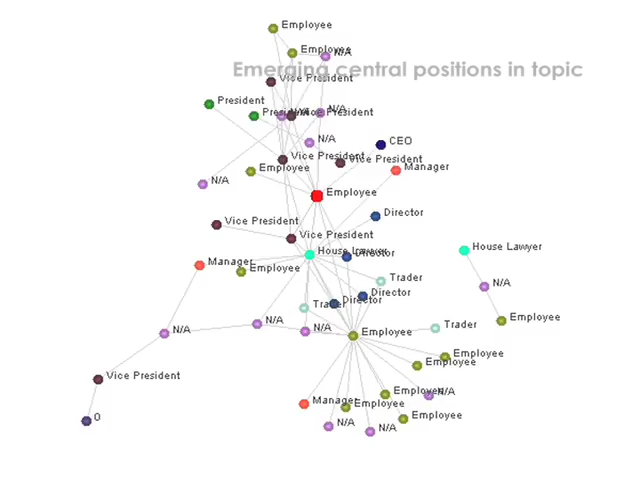 Employee
Employee
N/A
Emerging central positions in topic
Vice President
President
President
N/A
Vice President
N/A
N/A
CEO
Vice President
Vice President
Employee
Manager
N/A
Employee
Director
Vice President
Vice President
House Lawyer
House Lawyer
Director
Manager
Employee
Trader
N/A
Director
Director
Trader
Employee
N/A
N/A
N/A
Employee
Trader
Employee
Employee
Vice President
Employee
N/A
Manager
Employee
Employee
0
N/A
N/A